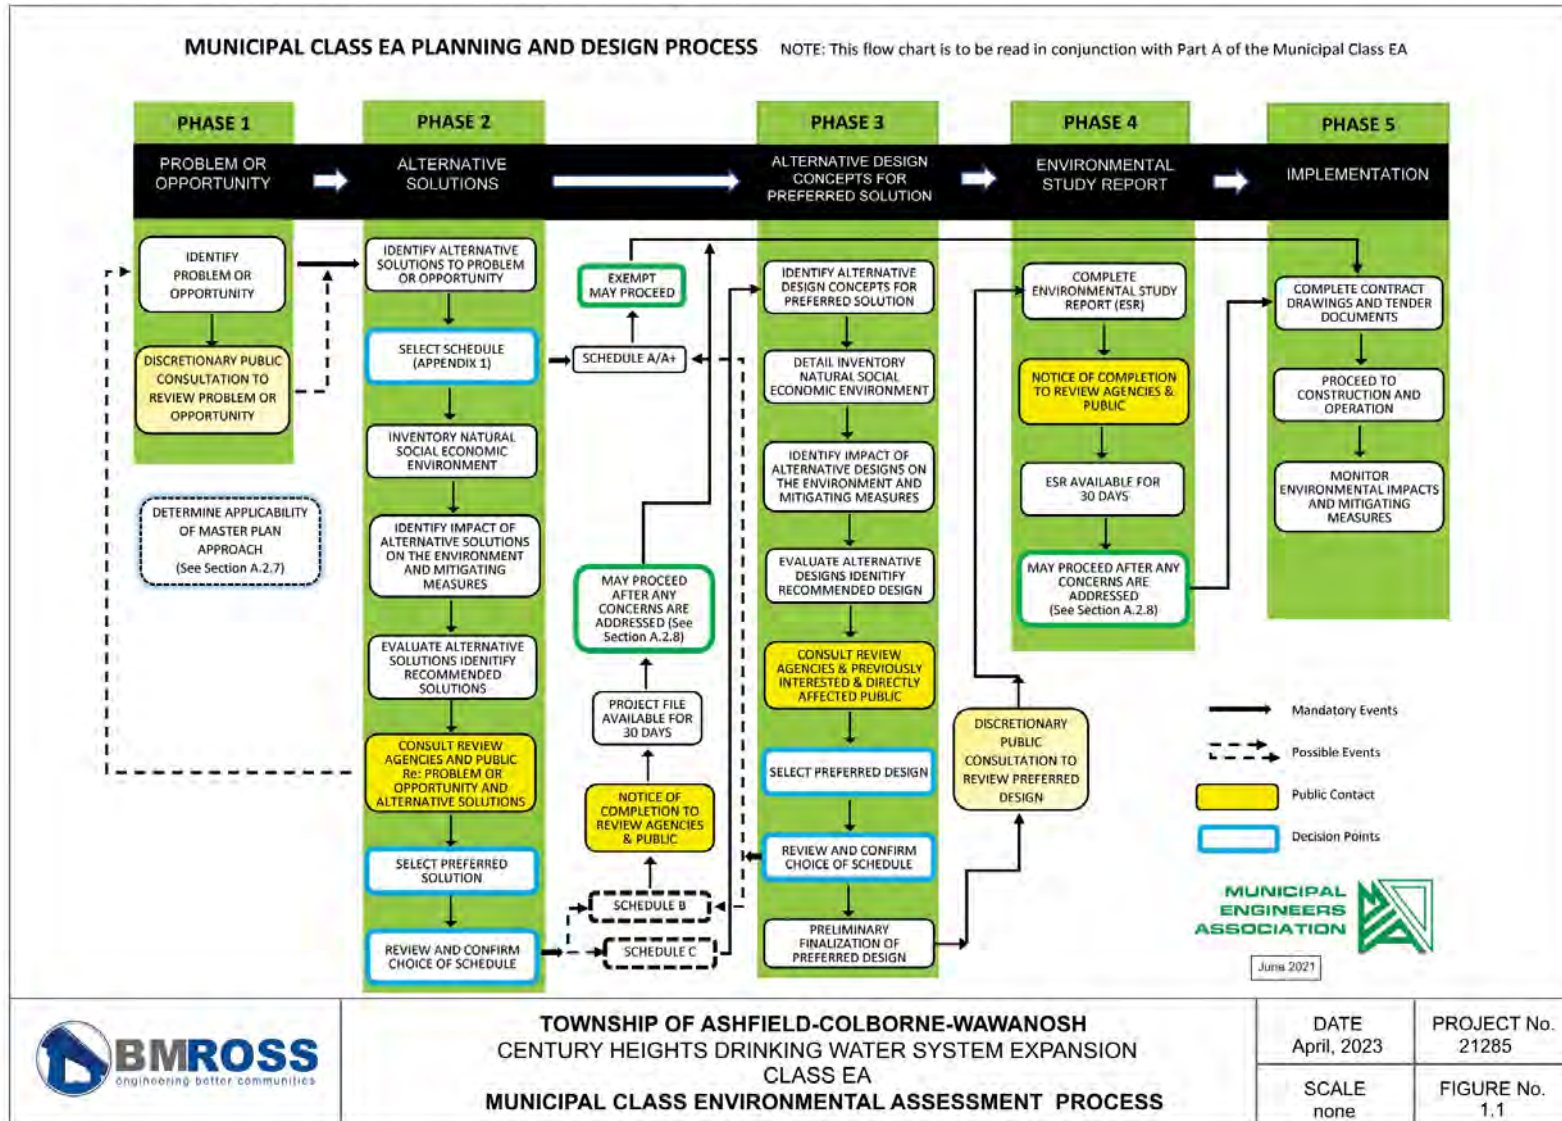 MUNICIPAL CLASS EA PLANNING AND DESIGN PROCESS NOTE: This flow chart is to be read in conjunction with Part A of the Municipal Class EA
PHASE 1
PROBLEM OR
OPPORTUNITY
IDENTIFY
PROBLEM OR
OPPORTUNITY
DISCRETIONARY PUBLIC
CONSULTATION TO
REVIEW PROBLEM OR
OPPORTUNITY
DETERMINE APPLICABILITY
OF MASTER PLAN
APPROACH
(See Section A.2.7)
PHASE 2
ALTERNATIVE
SOLUTIONS
IDENTIFY ALTERNATIVE
SOLUTIONS TO PROBLEM
OR OPPORTUNITY
SELECT SCHEDULE
(APPENDIX 1)
INVENTORY NATURAL
SOCIAL ECONOMIC
ENVIRONMENT
IDENTIFY IMPACT OF
ALTERNATIVE SOLUTIONS
ON THE ENVIRONMENT
AND MITIGATING
MEASURES
EVALUATE ALTERNATIVE
SOLUTIONS IDENTIFY
RECOMMENDED
SOLUTIONS
CONSULT REVIEW
AGENCIES AND PUBLIC
Re: PROBLEM OR
OPPORTUNITY AND
ALTERNATIVE SOLUTIONS
SELECT PREFERRED
SOLUTION
REVIEW AND CONFIRM
CHOICE OF SCHEDULE
EXEMPT
MAY PROCEED
SCHEDULE A/A+
MAY PROCEED
AFTER ANY
CONCERNS ARE
ADDRESSED (See
Section A.2.8)
PROJECT FILE
AVAILABLE FOR
30 DAYS
NOTICE OF
COMPLETION TO
REVIEW AGENCIES
& PUBLIC
SCHEDULE B
SCHEDULE C
PHASE 3
ALTERNATIVE DESIGN
CONCEPTS FOR
PREFERRED SOLUTION
IDENTIFY ALTERNATIVE
DESIGN CONCEPTS FOR
PREFERRED SOLUTION
DETAIL INVENTORY
NATURAL SOCIAL
ECONOMIC ENVIRONMENT
IDENTIFY IMPACT OF
ALTERNATIVE DESIGNS ON
THE ENVIRONMENT AND
MITIGATING MEASURES
EVALUATE ALTERNATIVE
DESIGNS IDENTIFY
RECOMMENDED DESIGN
CONSULT REVIEW
AGENCIES & PREVIOUSLY
INTERESTED & DIRECTLY
AFFECTED PUBLIC
SELECT PREFERRED DESIGN
REVIEW AND CONFIRM
CHOICE OF SCHEDULE
PRELIMINARY
FINALIZATION OF
PREFERRED DESIGN
DISCRETIONARY
PUBLIC
CONSULTATION TO
REVIEW PREFERRED
DESIGN
PHASE 4
ENVIRONMENTAL
STUDY REPORT
COMPLETE
ENVIRONMENTAL STUDY
REPORT (ESR)
NOTICE OF COMPLETION
TO REVIEW AGENCIES &
PUBLIC
ESR AVAILABLE FOR
30 DAYS
MAY PROCEED AFTER ANY
CONCERNS ARE
ADDRESSED
(See Section A.2.8)
PHASE 5
IMPLEMENTATION
COMPLETE CONTRACT
DRAWINGS AND TENDER
DOCUMENTS
PROCEED TO
CONSTRUCTION AND
OPERATION
MONITOR
ENVIRONMENTAL IMPACTS
AND MITIGATING
MEASURES
Mandatory Events
Possible Events
Public Contact
Decision Points
MUNICIPAL
ENGINEERS
ASSOCIATION
June 2021
BMROSS
engineering better communities
TOWNSHIP OF ASHFIELD-COLBORNE-WAWANOSH
CENTURY HEIGHTS DRINKING WATER SYSTEM EXPANSION
CLASS EA
MUNICIPAL CLASS ENVIRONMENTAL ASSESSMENT PROCESS
DATE
April, 2023
PROJECT No.
21285
SCALE
none
FIGURE No.
1.1